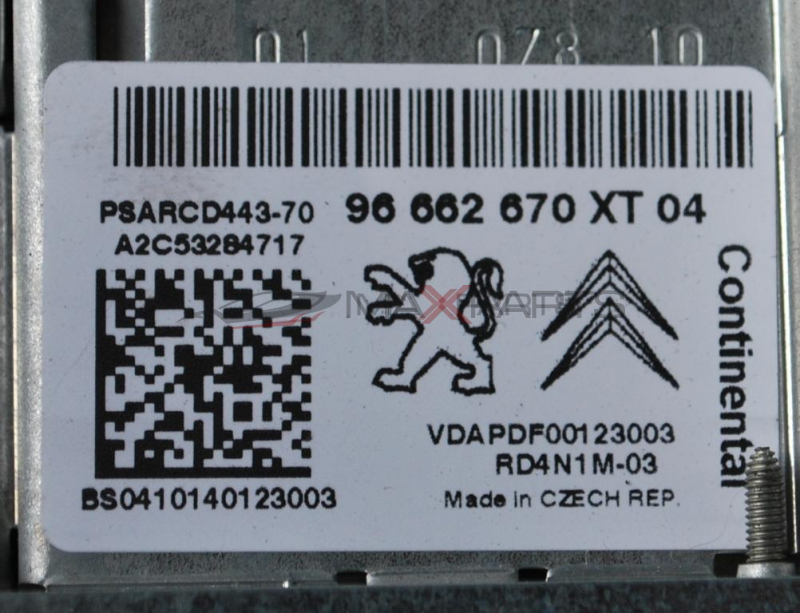 01 078 10
PSARCD443-70
96 662 670 XT 04
A2C53284717
Continental
MAXPARTS
VDAPDF00123003
RD4N1M-03
BS0410140123003
Made in CZECH REP.